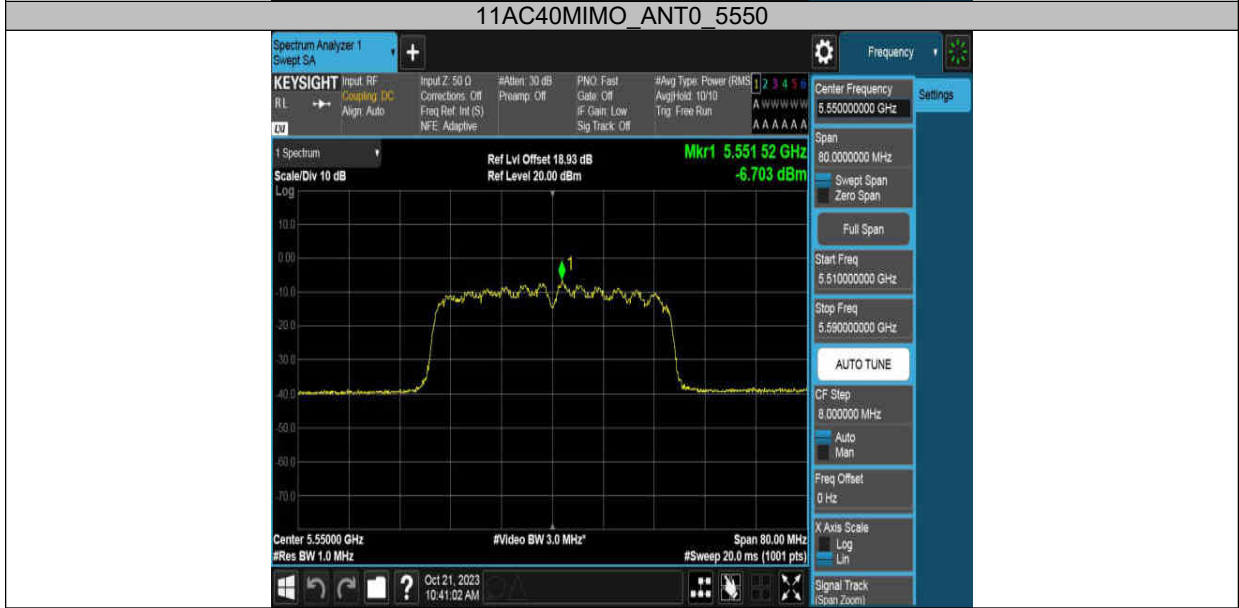 11AC40MIMO_ANT0_5550
Spectrum Analyzer 1
Swept SA
+
Frequency
KEYSIGHT
RL
LXI
Input: RF
Coupling: DC
Align: Auto
Input Z: 50 Ω
Corrections: Off
Freq Ref: Int (S)
NFE: Adaptive
#Atten: 30 dB
Preamp: Off
PNO: Fast
Gate: Off
IF Gain: Low
Sig Track: Off
#Avg Type: Power (RMS
Avg|Hold: 10/10
Trig: Free Run
1 2 3 4 5 6
A W W W W W
A A A A A A
Center Frequency
5.550000000 GHz
Settings
Span
80.0000000 MHz
Swept Span
Zero Span
Full Span
Start Freq
5.510000000 GHz
Stop Freq
5.590000000 GHz
AUTO TUNE
CF Step
8.000000 MHz
Auto
Man
Freq Offset
0 Hz
X Axis Scale
Log
Lin
Signal Track
(Span Zoom)
1 Spectrum
Scale/Div 10 dB
Log
Ref Lvl Offset 18.93 dB
Ref Level 20.00 dBm
Mkr1 5.551 52 GHz
-6.703 dBm
10.0
0.00
-10.0
-20.0
-30.0
-40.0
-50.0
-60.0
-70.0
1
Center 5.55000 GHz
#Res BW 1.0 MHz
#Video BW 3.0 MHz*
Span 80.00 MHz
#Sweep 20.0 ms (1001 pts)
?
Oct 21, 2023
10:41:02 AM